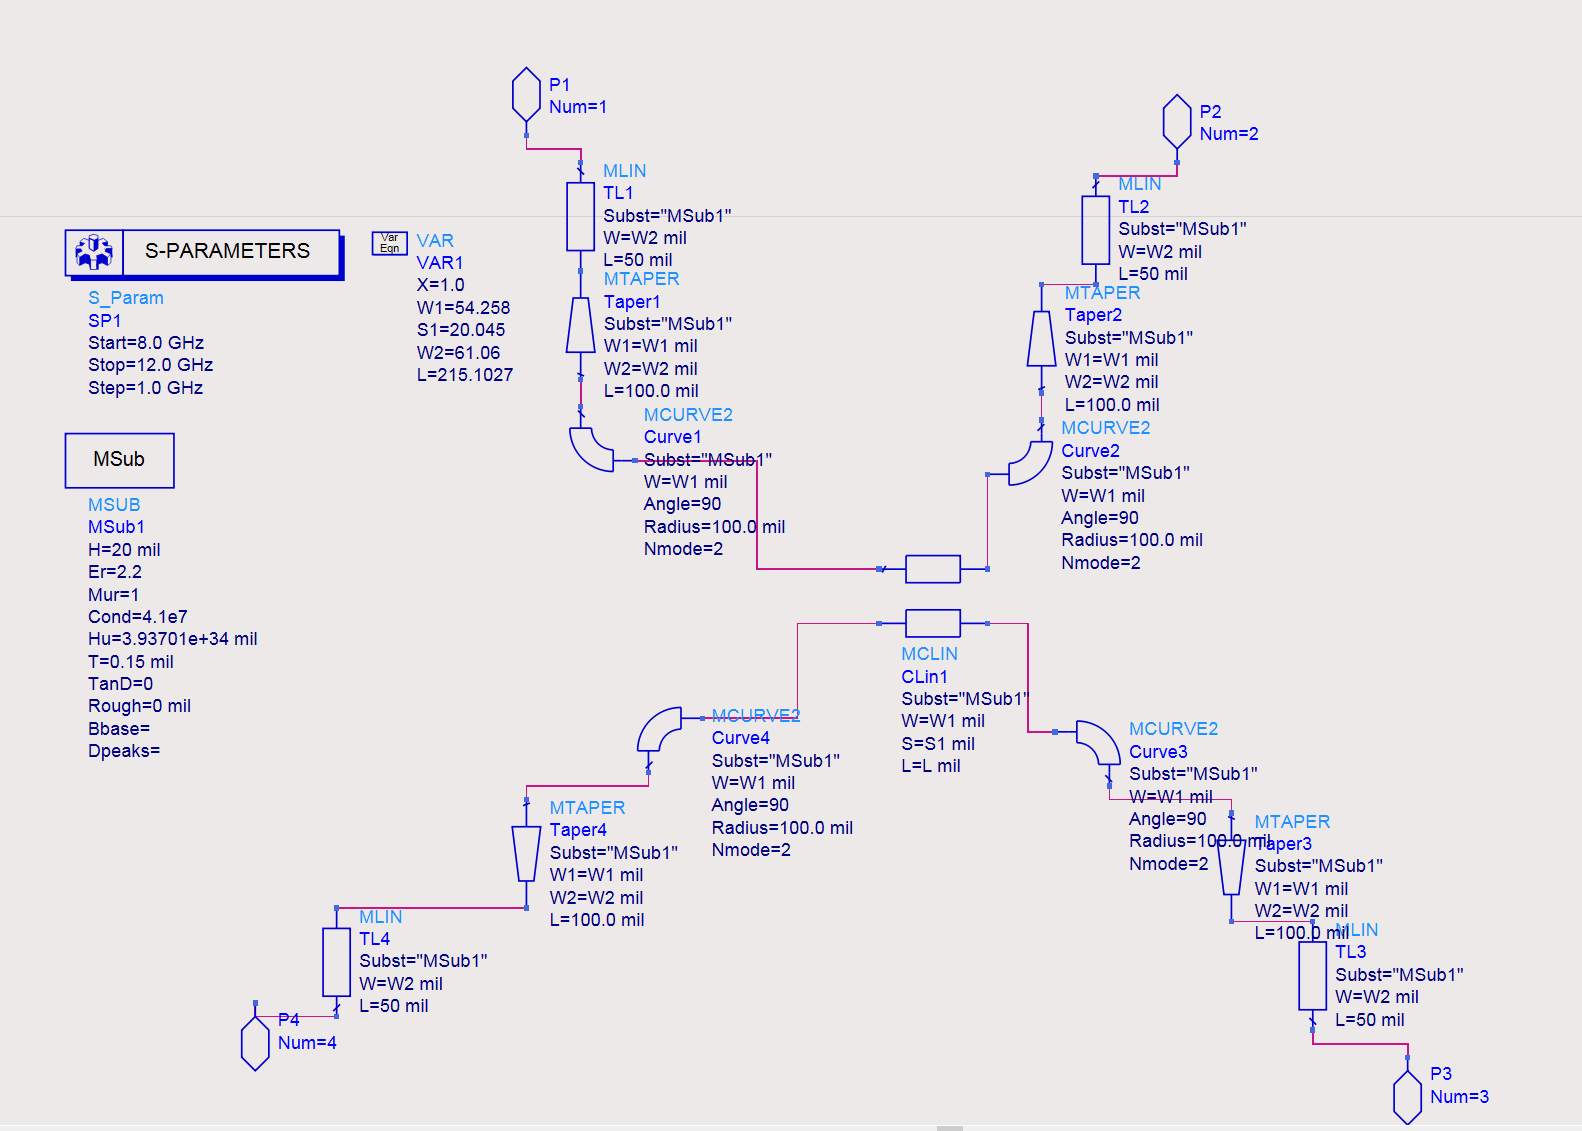 P1
Num=1
P2
Num=2
MLIN
TL1
Subst="MSub1"
W=W2 mil
L=50 mil
MLIN
TL2
Subst="MSub1"
W=W2 mil
L=50 mil
S-PARAMETERS
S_Param
SP1
Start=8.0 GHz
Stop=12.0 GHz
Step=1.0 GHz
Var
Eqn
VAR
VAR1
X=1.0
W1=54.258
S1=20.045
W2=61.06
L=215.1027
MTAPER
Taper1
Subst="MSub1"
W1=W1 mil
W2=W2 mil
L=100.0 mil
MTAPER
Taper2
Subst="MSub1"
W1=W1 mil
W2=W2 mil
L=100.0 mil
MCURVE2
Curve1
Subst="MSub1"
W=W1 mil
Angle=90
Radius=100.0 mil
Nmode=2
MCURVE2
Curve2
Subst="MSub1"
W=W1 mil
Angle=90
Radius=100.0 mil
Nmode=2
MSub
MSUB
MSub1
H=20 mil
Er=2.2
Mur=1
Cond=4.1e7
Hu=3.93701e+34 mil
T=0.15 mil
TanD=0
Rough=0 mil
Bbase=
Dpeaks=
MCLIN
CLin1
Subst="MSub1"
W=W1 mil
S=S1 mil
L=L mil
MCURVE2
Curve4
Subst="MSub1"
W=W1 mil
Angle=90
Radius=100.0 mil
Nmode=2
MCURVE2
Curve3
Subst="MSub1"
W=W1 mil
Angle=90
Radius=100.0 mil
Nmode=2
MTAPER
Taper4
Subst="MSub1"
W1=W1 mil
W2=W2 mil
L=100.0 mil
MTAPER
Taper3
Subst="MSub1"
W1=W1 mil
W2=W2 mil
L=100.0 mil
MLIN
TL4
Subst="MSub1"
W=W2 mil
L=50 mil
MLIN
TL3
Subst="MSub1"
W=W2 mil
L=50 mil
P4
Num=4
P3
Num=3